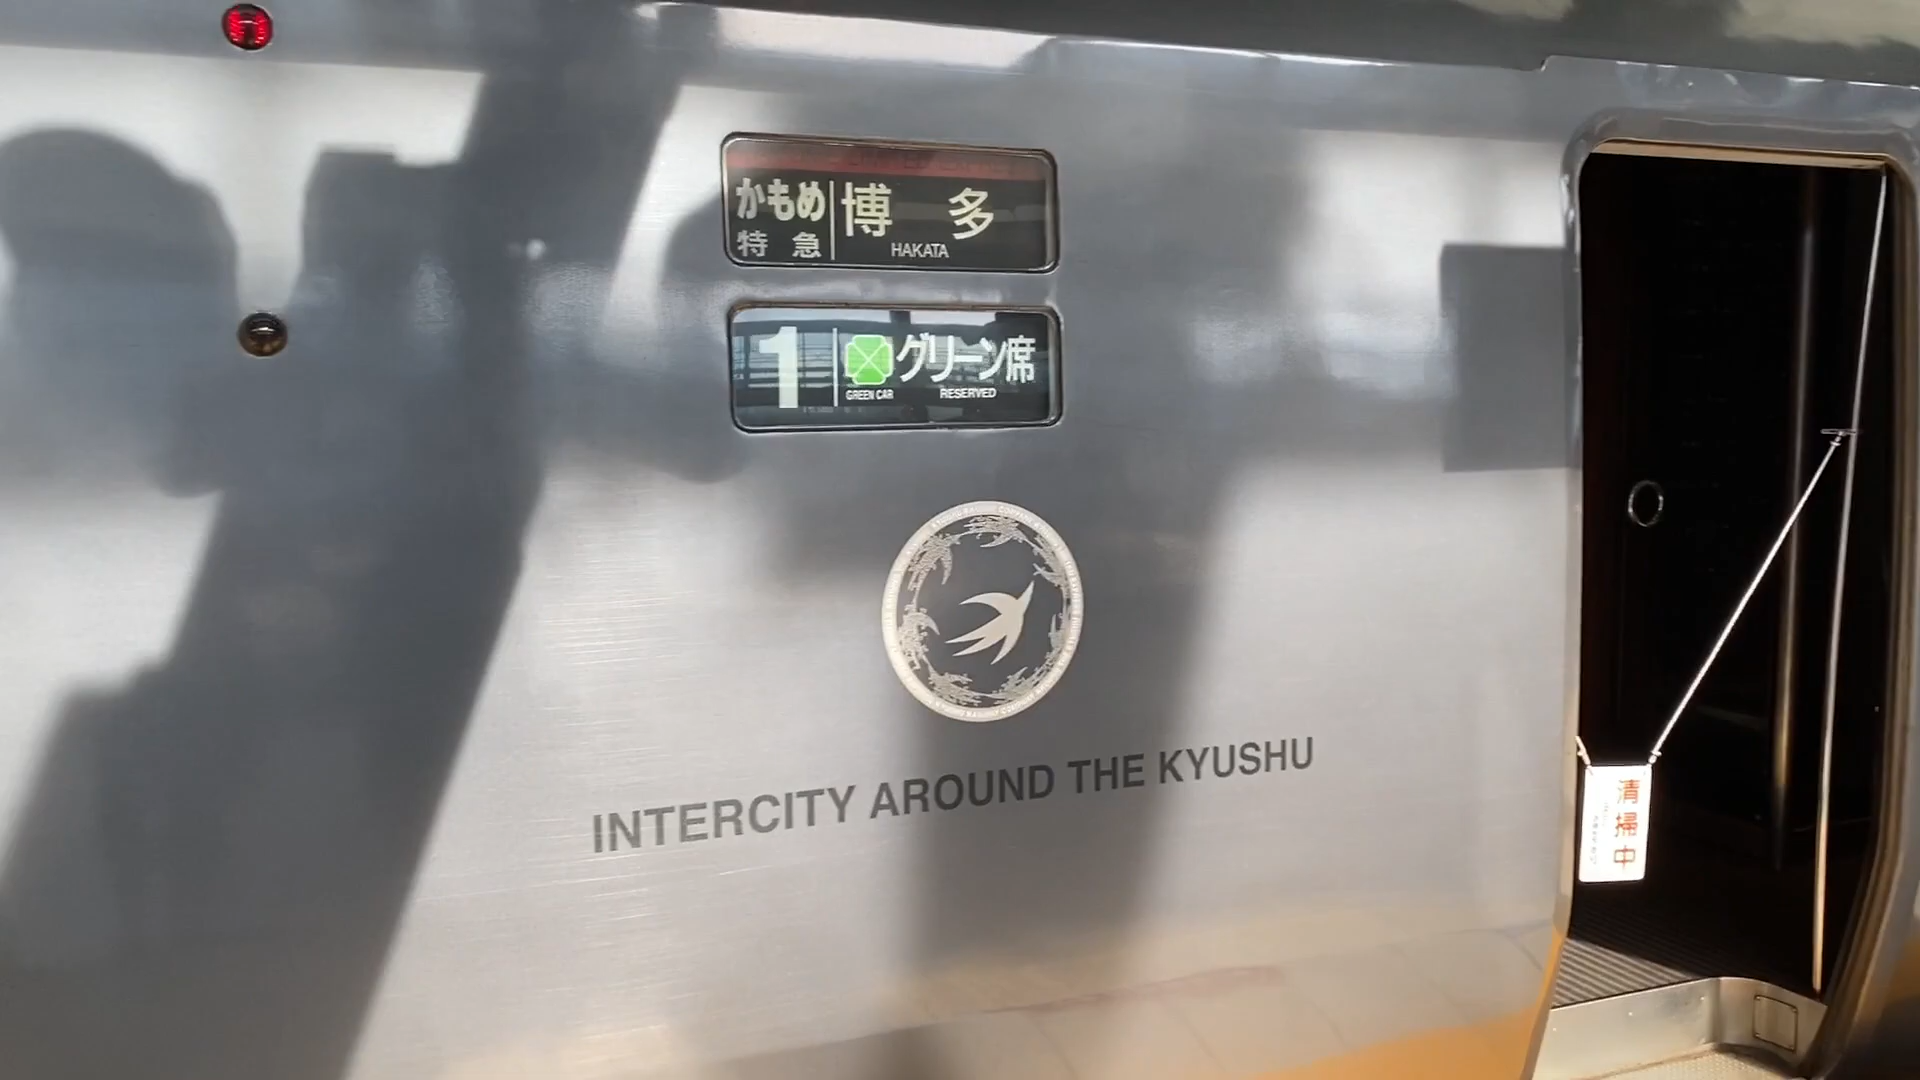 かもめ 博多
特急 HAKATA
1 グリーン席
GREEN CAR RESERVED
INTERCITY AROUND THE KYUSHU
清掃中